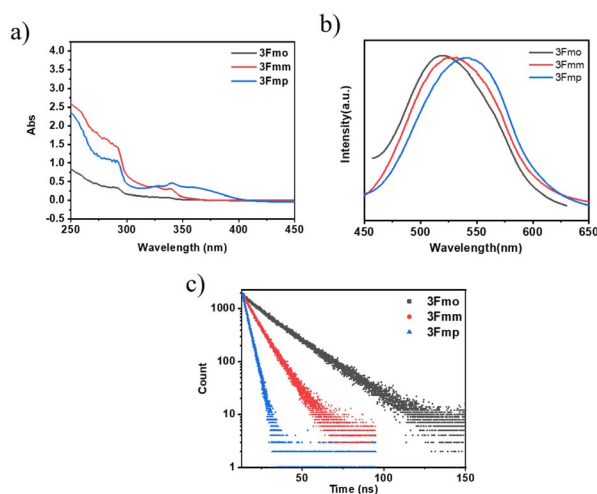 a)
4.0
3.5
3.0
2.5
2.0
1.5
1.0
0.5
0.0
-0.5
Abs
3Fmo
3Fmm
3Fmp
250 300 350 400 450
Wavelength (nm)
b)
Intensity(a.u.)
3Fmo
3Fmm
3Fmp
450 500 550 600 650
Wavelength(nm)
c)
1000
100
10
1
Count
3Fmo
3Fmm
3Fmp
50 100 150
Time (ns)